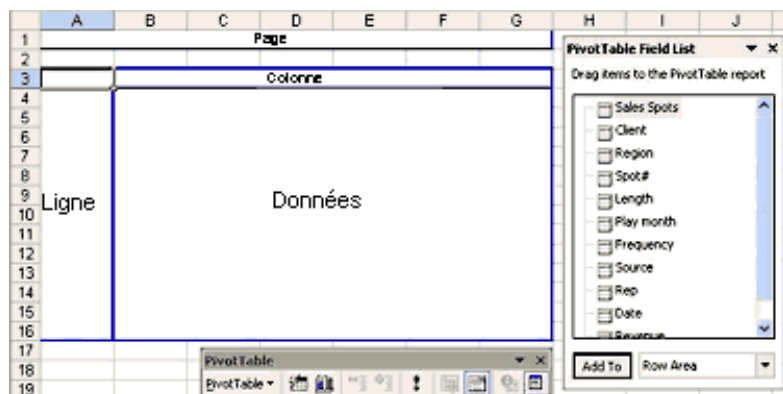 A B C D E F G H I J
1 Page
2
3 Colonne
4
5
6
7
8
9 Ligne Données
10
11
12
13
14
15
16
17
18
19
PivotTable Field List
Drag items to the PivotTable report
Sales Spots
Client
Region
Spot#
Length
Play month
Frequency
Source
Rep
Date
Revenue
Add To Row Area
PivotTable
PivotTable